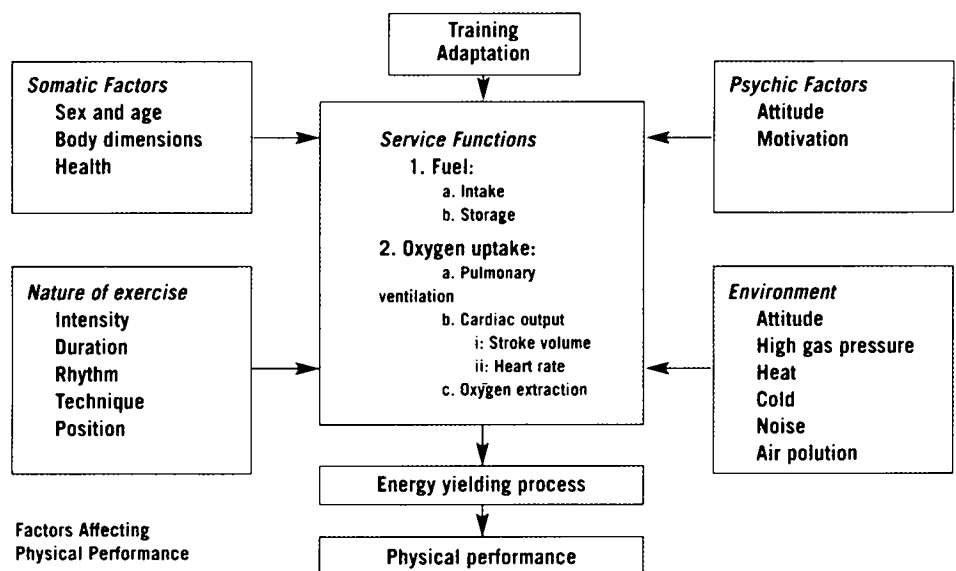 Training
Adaptation
Somatic Factors
Sex and age
Body dimensions
Health
Psychic Factors
Attitude
Motivation
Service Functions
1. Fuel:
a. Intake
b. Storage
2. Oxygen uptake:
a. Pulmonary
ventilation
b. Cardiac output
i: Stroke volume
ii: Heart rate
c. Oxygen extraction
Nature of exercise
Intensity
Duration
Rhythm
Technique
Position
Environment
Attitude
High gas pressure
Heat
Cold
Noise
Air polution
Energy yielding process
Physical performance
Factors Affecting
Physical Performance